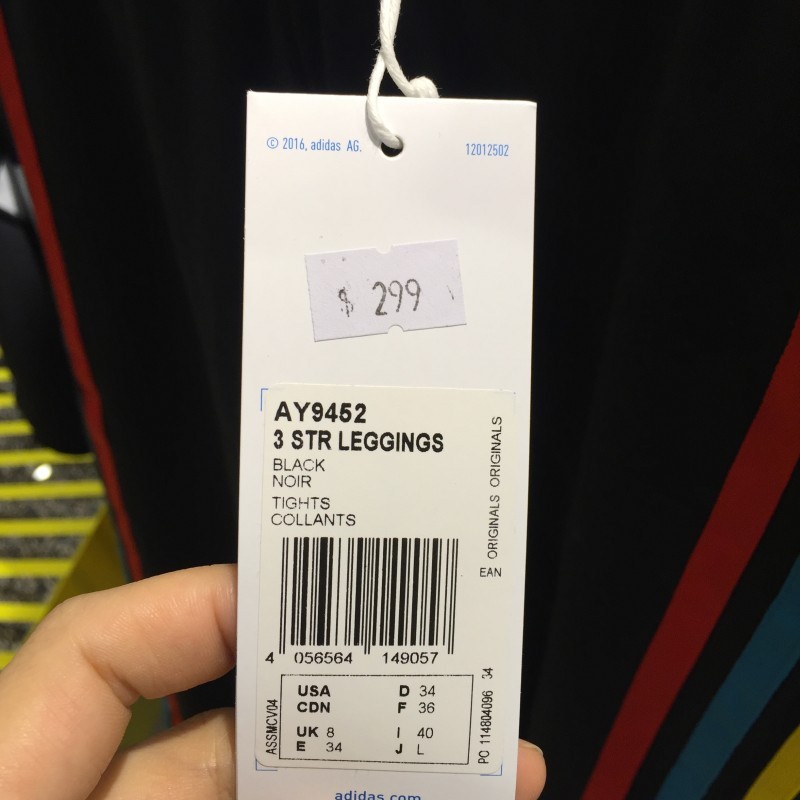 © 2016, adidas AG. 12012502
$ 299
AY9452
3 STR LEGGINGS
BLACK
NOIR
TIGHTS
COLLANTS
ORIGINALS ORIGINALS
EAN
4 056564 149057
USA D 34
CDN F 36
UK 8 I 40
E 34 J L
ASSMCV04
PC 114804096 34
adidas.com